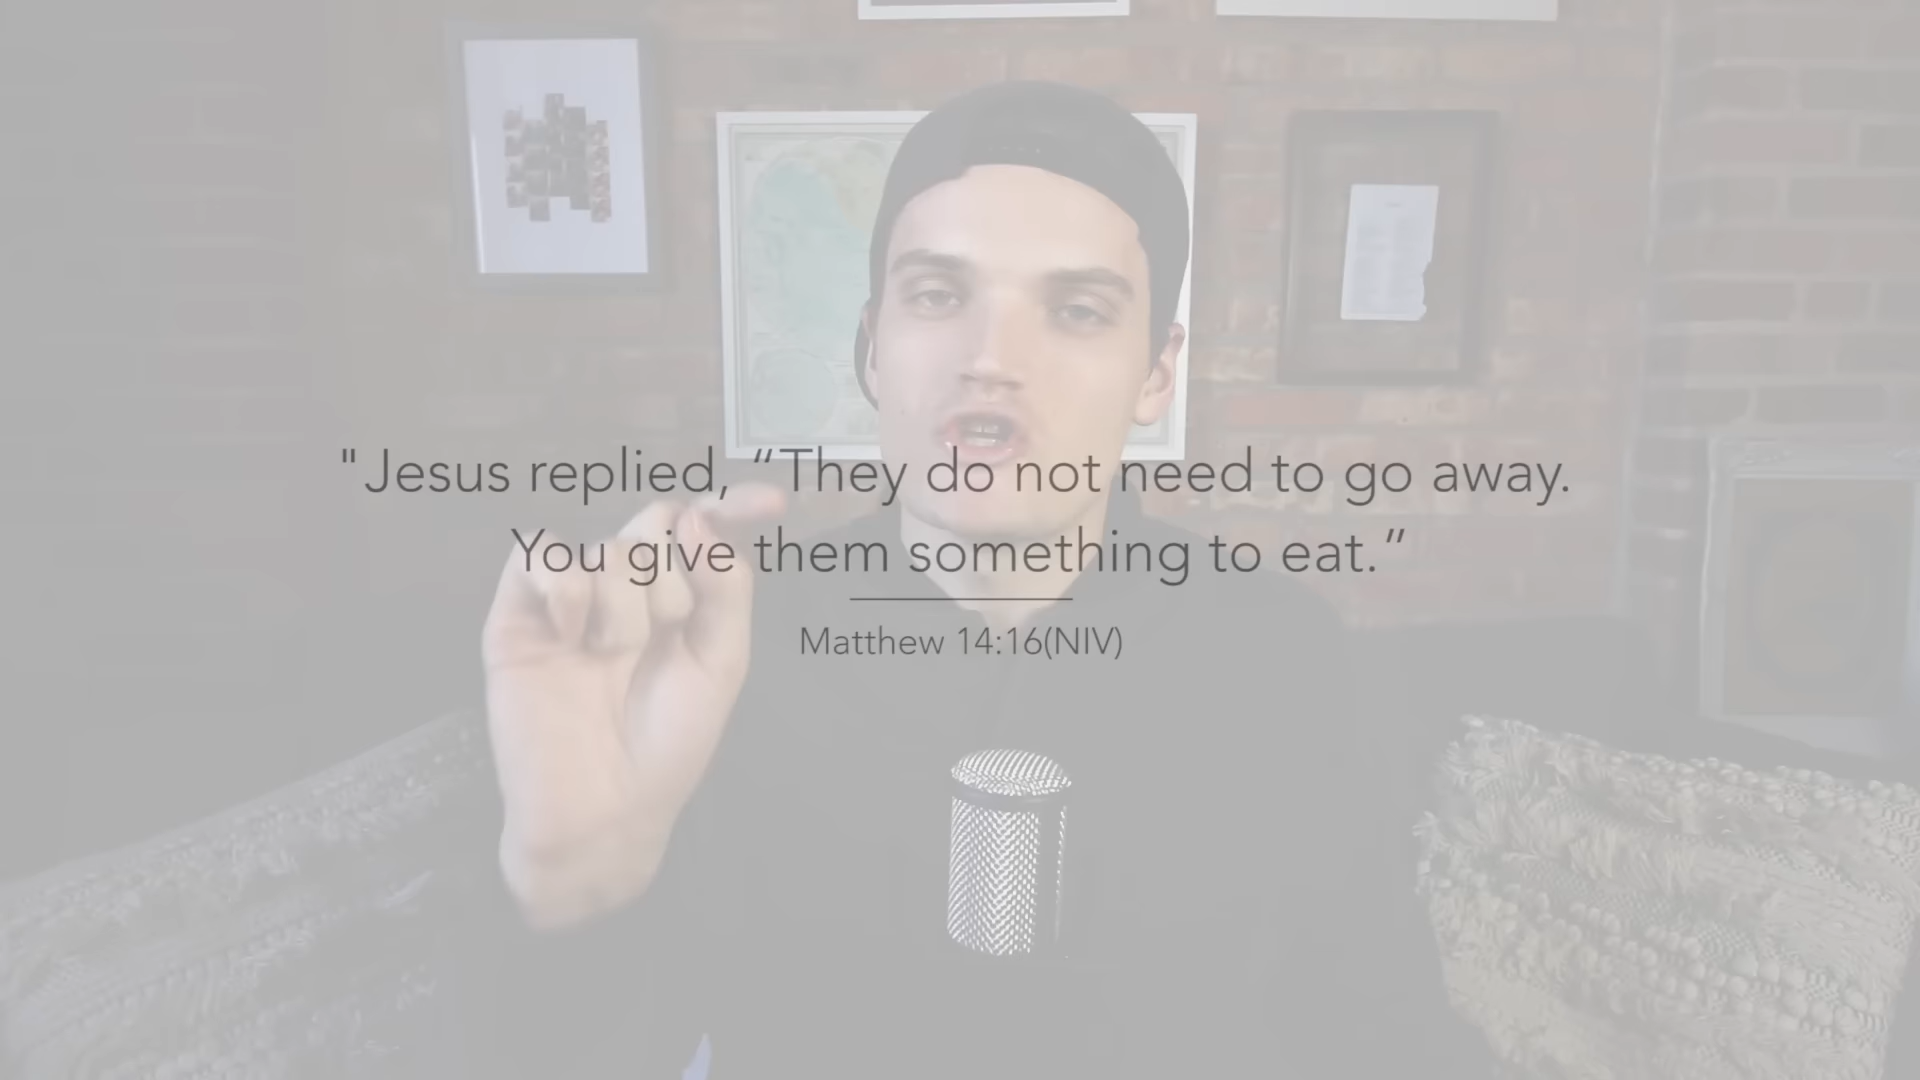 "Jesus replied, “They do not need to go away.
You give them something to eat.”
Matthew 14:16(NIV)